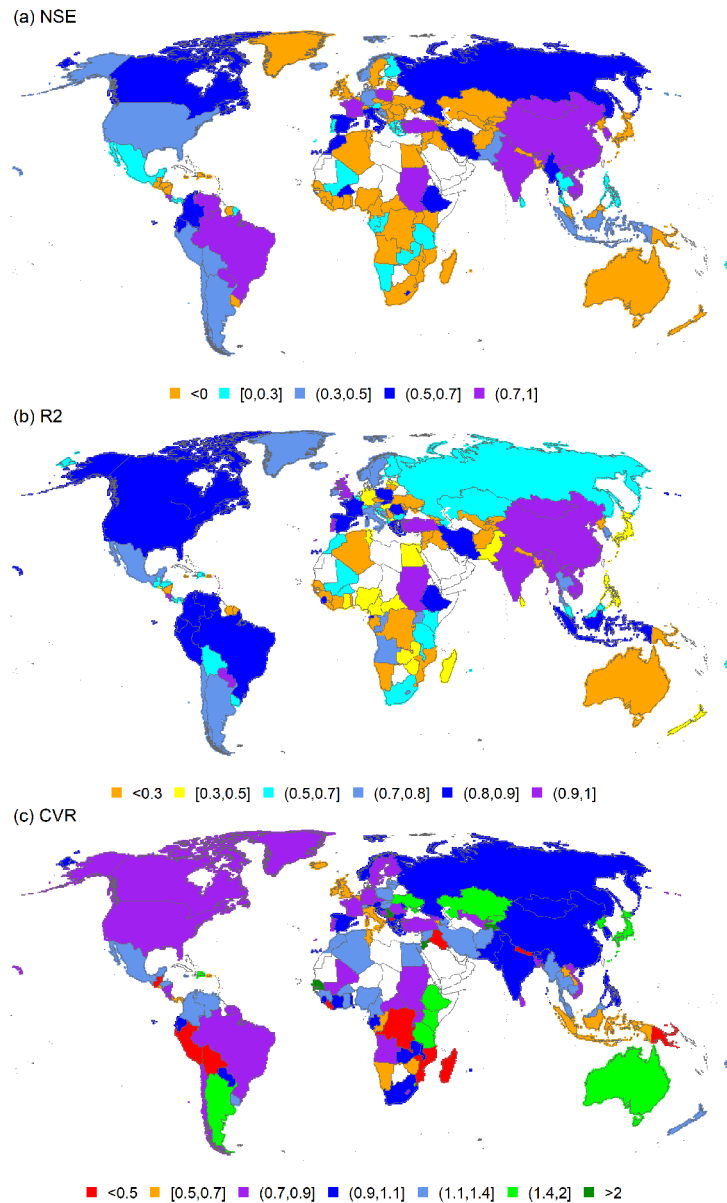 (a) NSE
<0 [0,0.3] (0.3,0.5] (0.5,0.7] (0.7,1]
(b) R2
<0.3 [0.3,0.5] (0.5,0.7] (0.7,0.8] (0.8,0.9] (0.9,1]
(c) CVR
<0.5 [0.5,0.7] (0.7,0.9] (0.9,1.1] (1.1,1.4] (1.4,2] >2